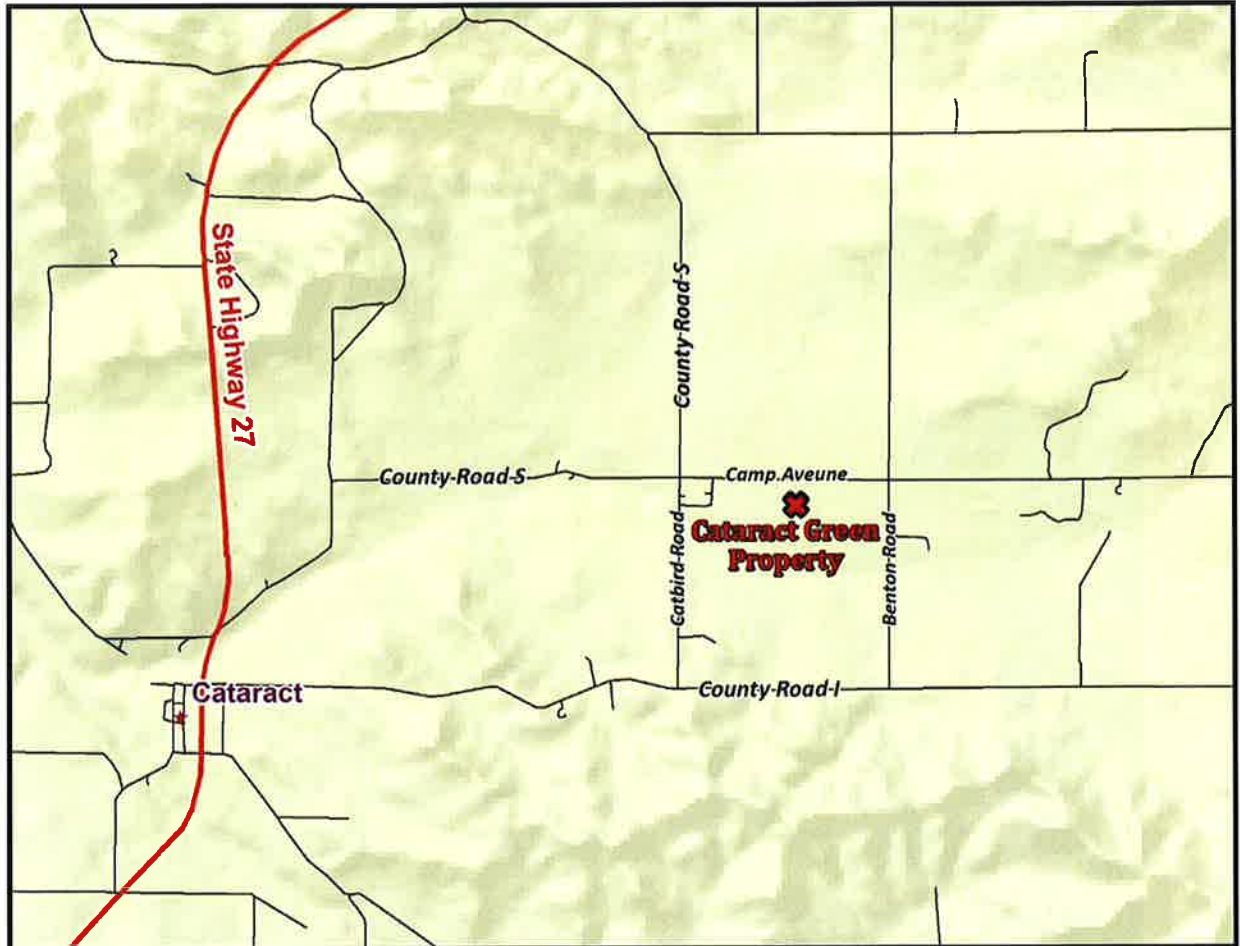 State Highway 27
County-Road-S
County-Road-S
Camp.Aveune
Cataract Green
Property
Catbird-Road
Benton-Road
Cataract
County-Road-I